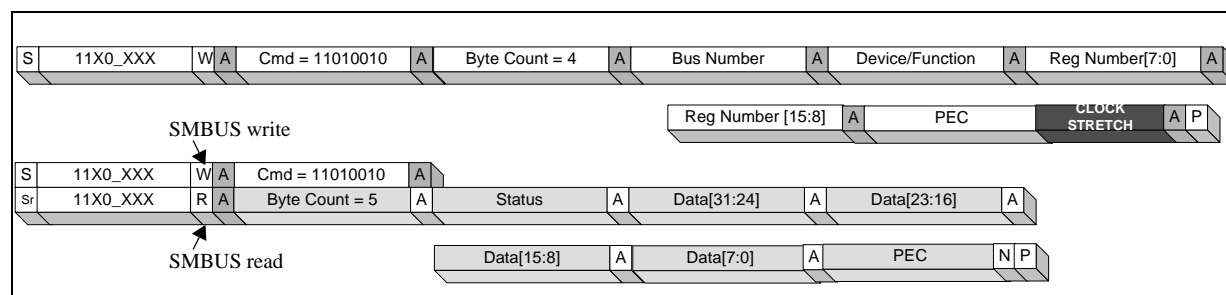 S 11X0_XXX W A Cmd = 11010010 A Byte Count = 4 A Bus Number A Device/Function A Reg Number[7:0] A
Reg Number [15:8] A PEC CLOCK STRETCH A P
SMBUS write
S 11X0_XXX W A Cmd = 11010010 A
Sr 11X0_XXX R A Byte Count = 5 A Status A Data[31:24] A Data[23:16] A
SMBUS read
Data[15:8] A Data[7:0] A PEC N P